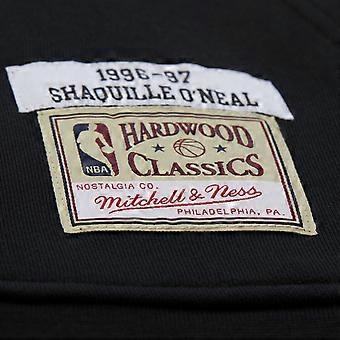 1996-97
SHAQUILLE O'NEAL
NBA
HARDWOOD
CLASSICS
NOSTALGIA CO.
Mitchell & Ness
PHILADELPHIA, PA.